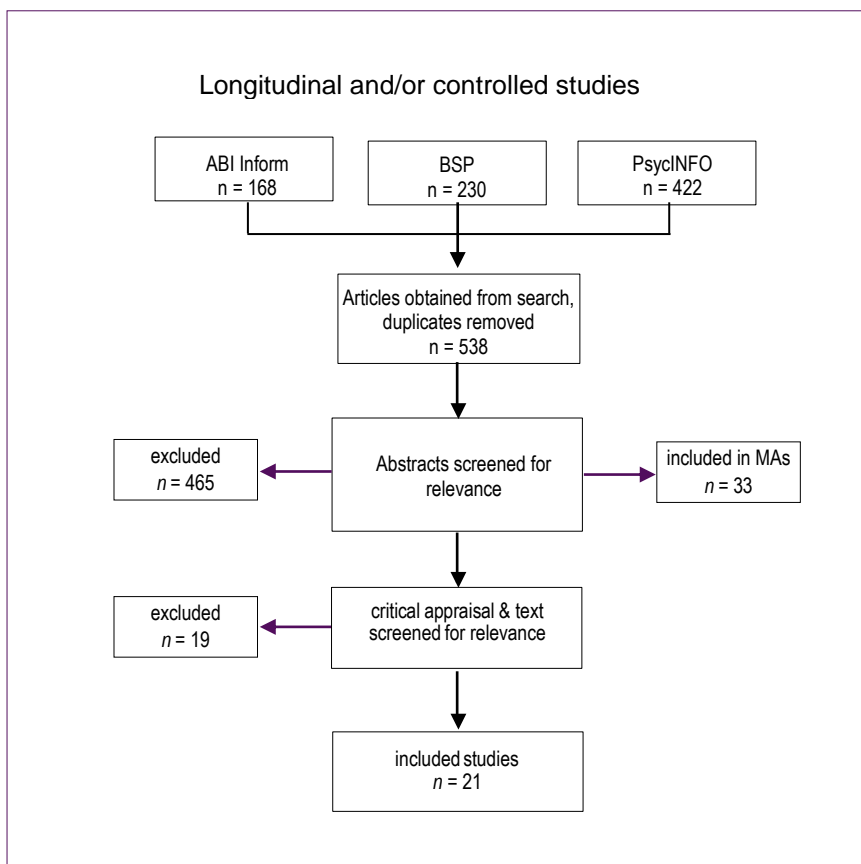 Longitudinal and/or controlled studies
ABI Inform
n = 168
BSP
n = 230
PsycINFO
n = 422
Articles obtained from search,
duplicates removed
n = 538
excluded
n = 465
Abstracts screened for
relevance
included in MAs
n = 33
excluded
n = 19
critical appraisal & text
screened for relevance
included studies
n = 21